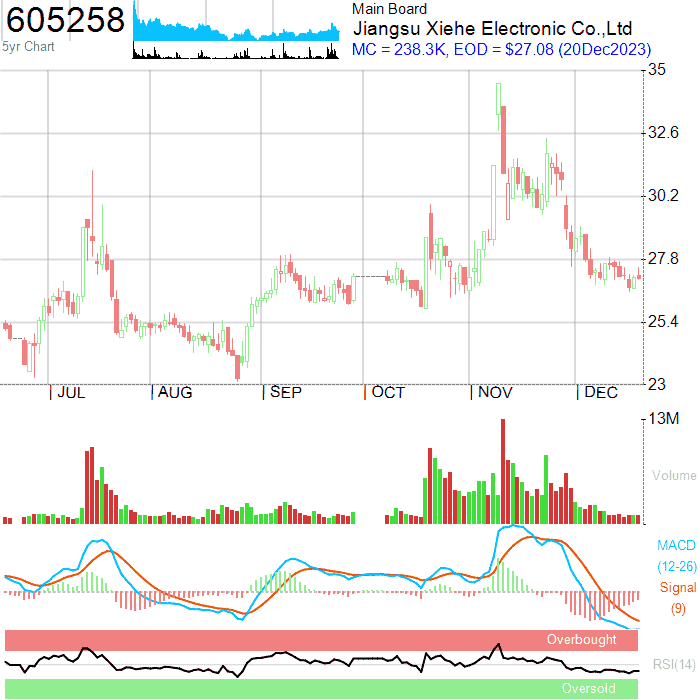 605258
5yr Chart
Main Board
Jiangsu Xiehe Electronic Co.,Ltd
MC = 238.3K, EOD = $27.08 (20Dec2023)
35
32.6
30.2
27.8
25.4
23
JUL
AUG
SEP
OCT
NOV
DEC
13M
Volume
MACD
(12-26)
Signal
(9)
Overbought
RSI(14)
Oversold